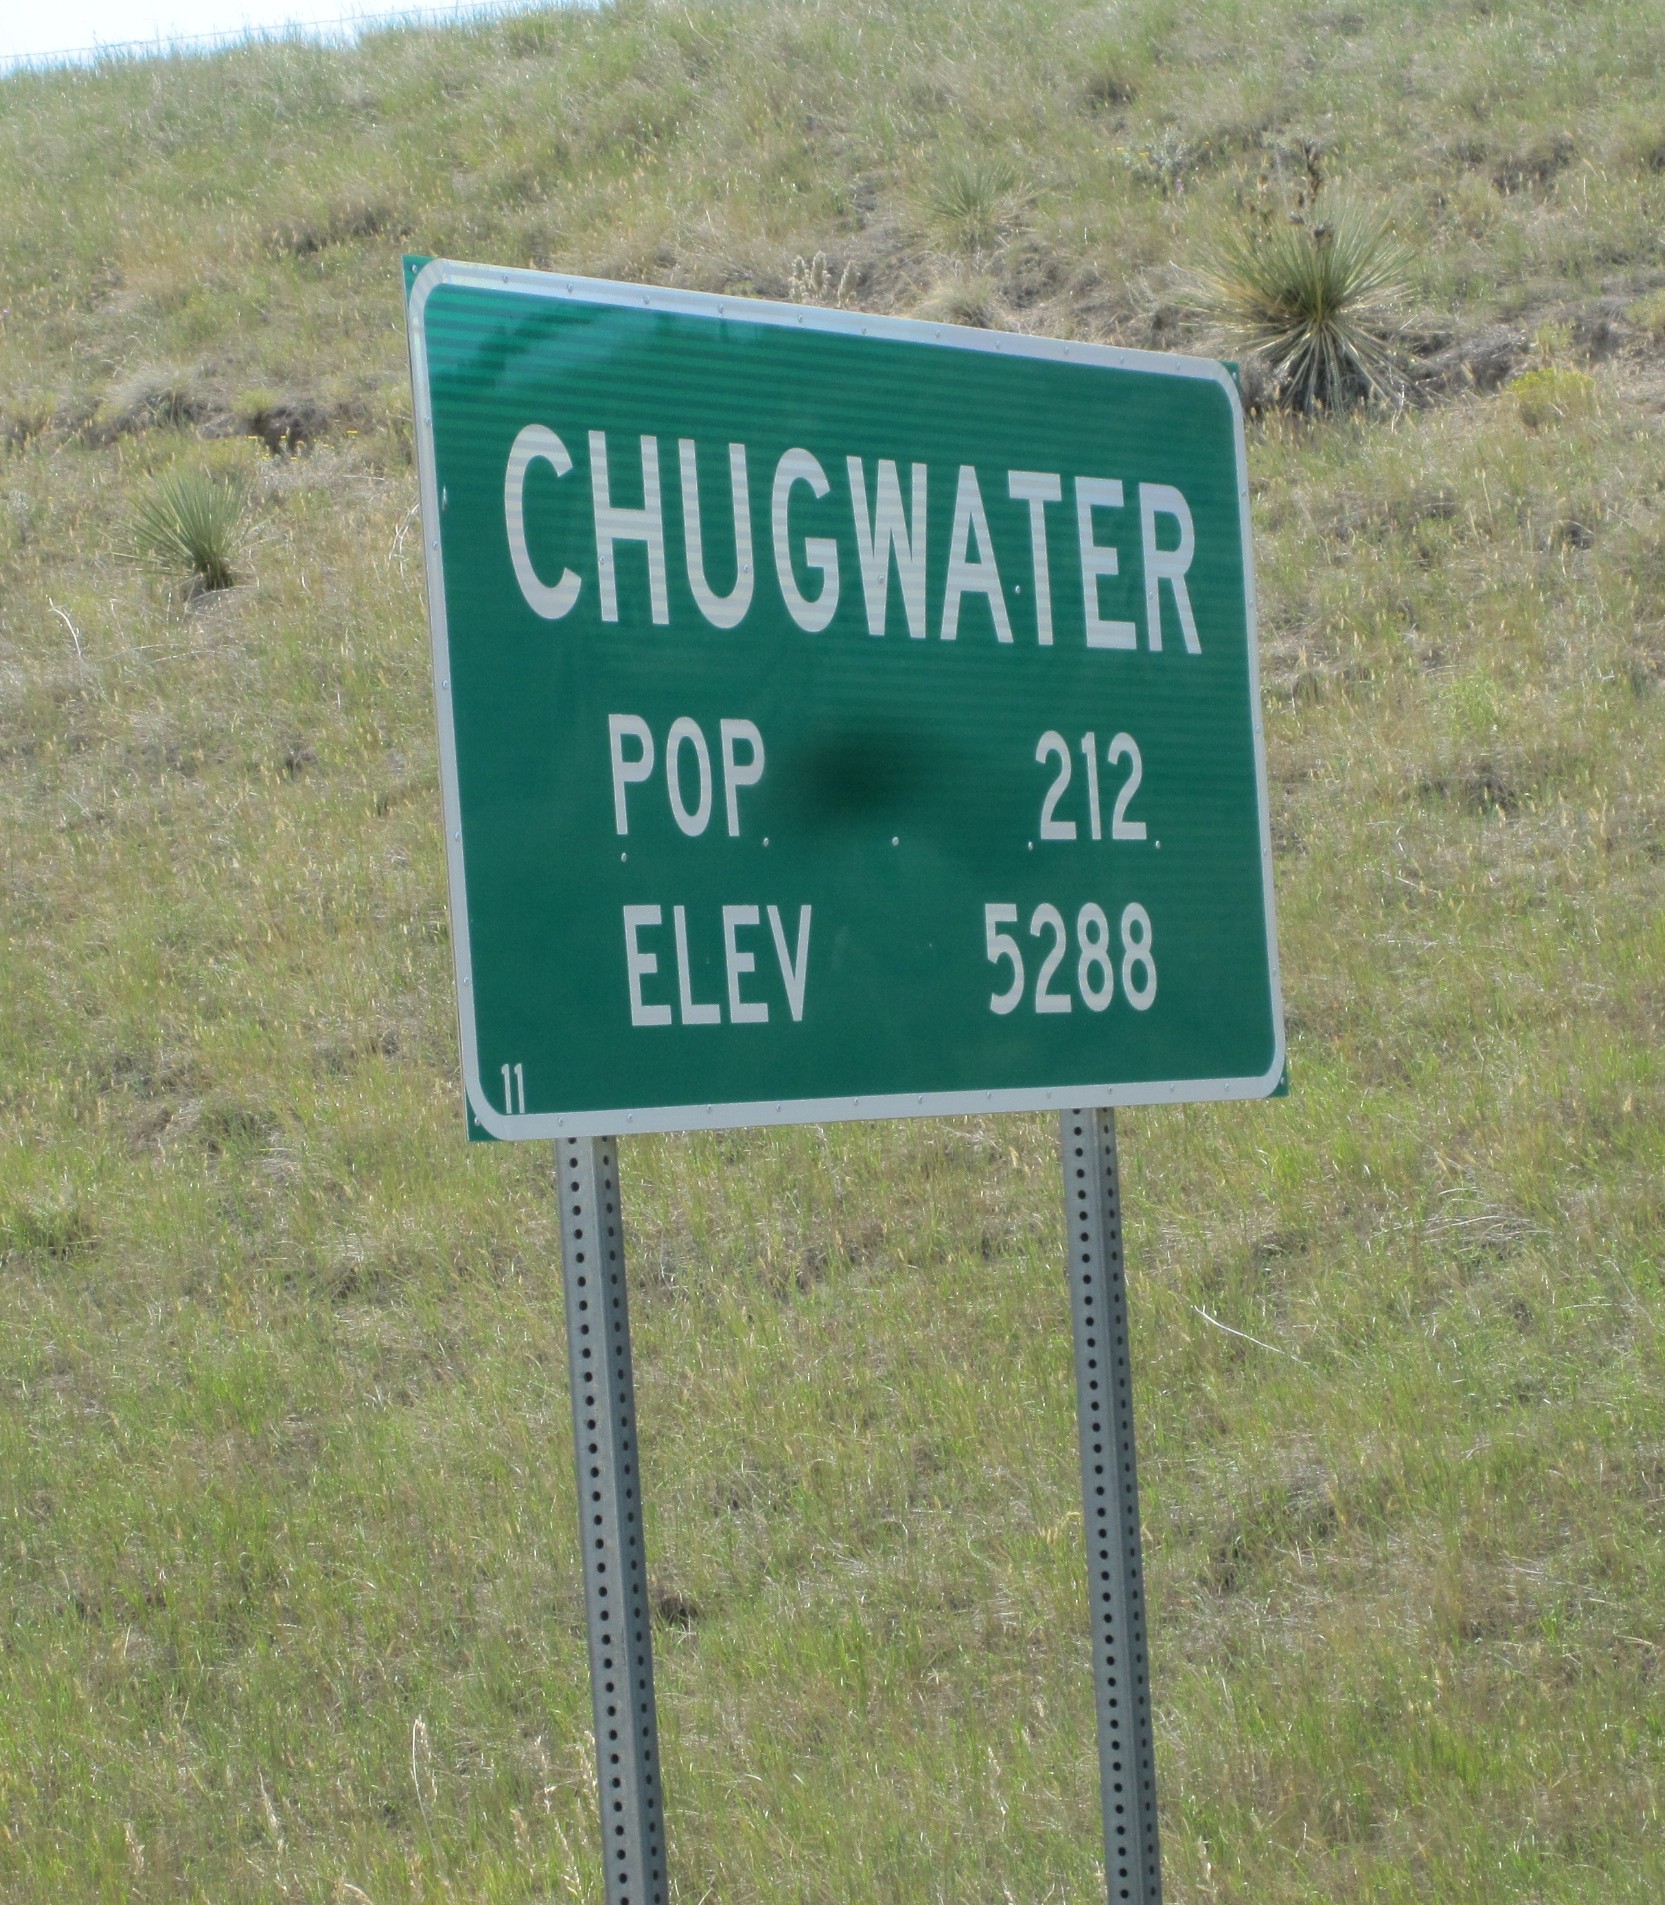 CHUGWATER
POP 212
ELEV 5288
11